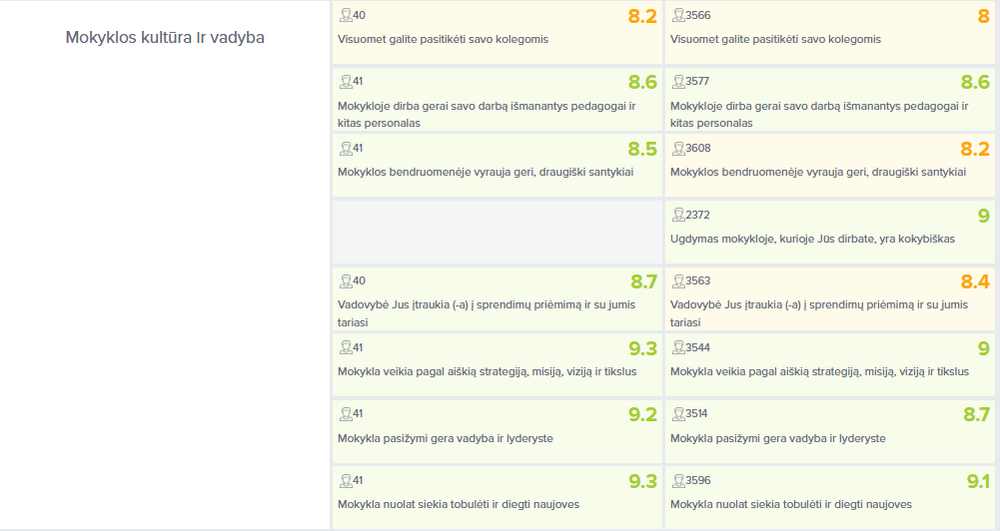 Mokyklos kultūra Ir vadyba
40 8.2
Visuomet galite pasitikėti savo kolegomis
3566 8
Visuomet galite pasitikėti savo kolegomis
41 8.6
Mokykloje dirba gerai savo darbą išmanantys pedagogai ir
kitas personalas
3577 8.6
Mokykloje dirba gerai savo darbą išmanantys pedagogai ir
kitas personalas
41 8.5
Mokyklos bendruomenėje vyrauja geri, draugiški santykiai
3608 8.2
Mokyklos bendruomenėje vyrauja geri, draugiški santykiai
2372 9
Ugdymas mokykloje, kurioje Jūs dirbate, yra kokybiškas
40 8.7
Vadovybė Jus įtraukia (-a) į sprendimų priėmimą ir su jumis
tariasi
3563 8.4
Vadovybė Jus įtraukia (-a) į sprendimų priėmimą ir su jumis
tariasi
41 9.3
Mokykla veikia pagal aiškią strategiją, misiją, viziją ir tikslus
3544 9
Mokykla veikia pagal aiškią strategiją, misiją, viziją ir tikslus
41 9.2
Mokykla pasižymi gera vadyba ir lyderyste
3514 8.7
Mokykla pasižymi gera vadyba ir lyderyste
41 9.3
Mokykla nuolat siekia tobulėti ir diegti naujoves
3596 9.1
Mokykla nuolat siekia tobulėti ir diegti naujoves